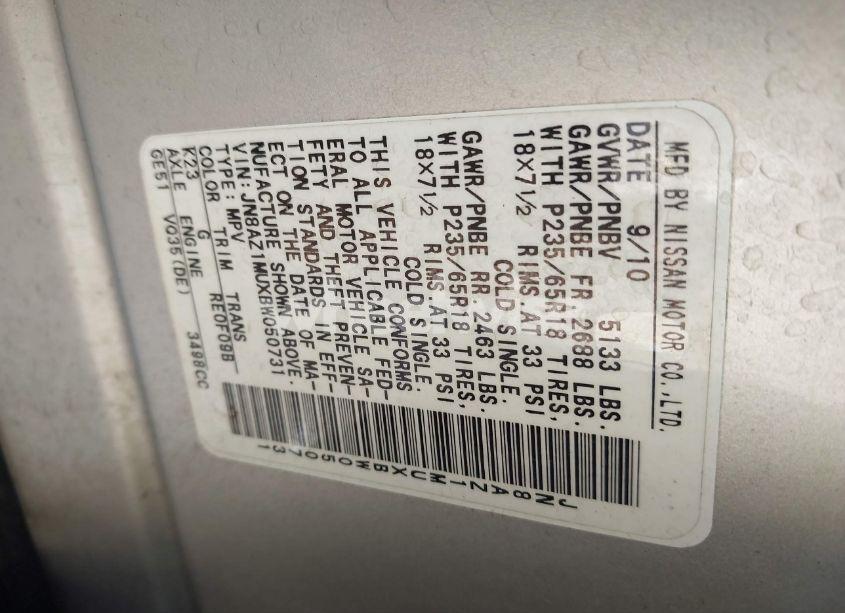 MFD BY NISSAN MOTOR CO.,LTD.
DATE 9/10
GVWR/PNBV 5133 LBS.
GAWR/PNBE FR 2688 LBS.
WITH P235/65R18 TIRES,
18X7½ RIMS.AT 33 PSI
COLD SINGLE.
GAWR/PNBE RR 2463 LBS.
WITH P235/65R18 TIRES,
18X7½ RIMS.AT 33 PSI
COLD SINGLE.
THIS VEHICLE CONFORMS
TO ALL APPLICABLE FED-
ERAL MOTOR VEHICLE SA-
FETY AND THEFT PREVEN-
TION STANDARDS IN EFF-
ECT ON THE DATE OF MA-
NUFACTURE SHOWN ABOVE.
VIN:JN8AZ1MUXBW050731
TYPE:MPV
COLOR TRIM TRANS
K23 G RE0F09B
AXLE ENGINE
GE51 VQ35(DE) 3498CC
JN8AZ1MUXBW050731